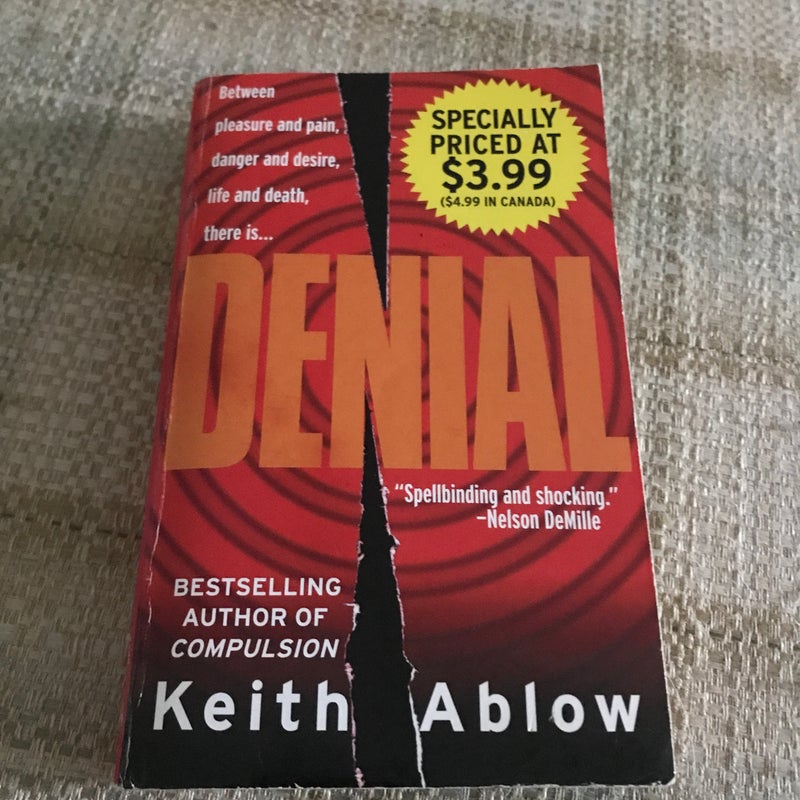 Between
pleasure and pain,
danger and desire,
life and death,
there is...
SPECIALLY
PRICED AT
$3.99
($4.99 IN CANADA)
DENIAL
“Spellbinding and shocking.”
–Nelson DeMille
BESTSELLING
AUTHOR OF
COMPULSION
Keith Ablow